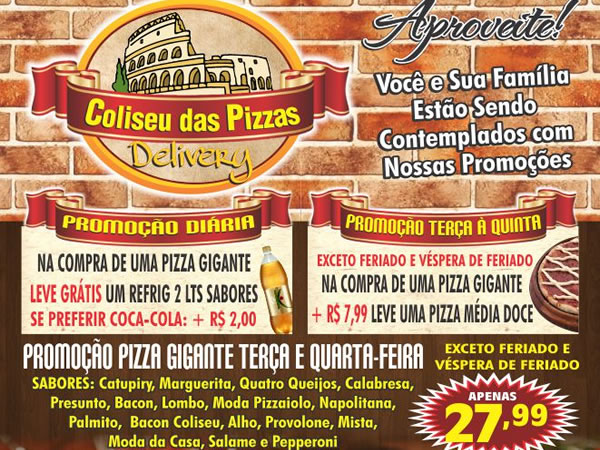 Aproveite!
Você e Sua Família
Estão Sendo
Contemplados com
Nossas Promoções
Coliseu das Pizzas
Delivery
PROMOÇÃO DIÁRIA
NA COMPRA DE UMA PIZZA GIGANTE
LEVE GRÁTIS UM REFRIG 2 LTS SABORES
SE PREFERIR COCA-COLA: + R$ 2,00
PROMOÇÃO TERÇA À QUINTA
EXCETO FERIADO E VÉSPERA DE FERIADO
NA COMPRA DE UMA PIZZA GIGANTE
+ R$ 7,99 LEVE UMA PIZZA MÉDIA DOCE
PROMOÇÃO PIZZA GIGANTE TERÇA E QUARTA-FEIRA
EXCETO FERIADO E
VÉSPERA DE FERIADO
SABORES: Catupiry, Marguerita, Quatro Queijos, Calabresa,
Presunto, Bacon, Lombo, Moda Pizzaiolo, Napolitana,
Palmito, Bacon Coliseu, Alho, Provolone, Mista,
Moda da Casa, Salame e Pepperoni
APENAS
27,99